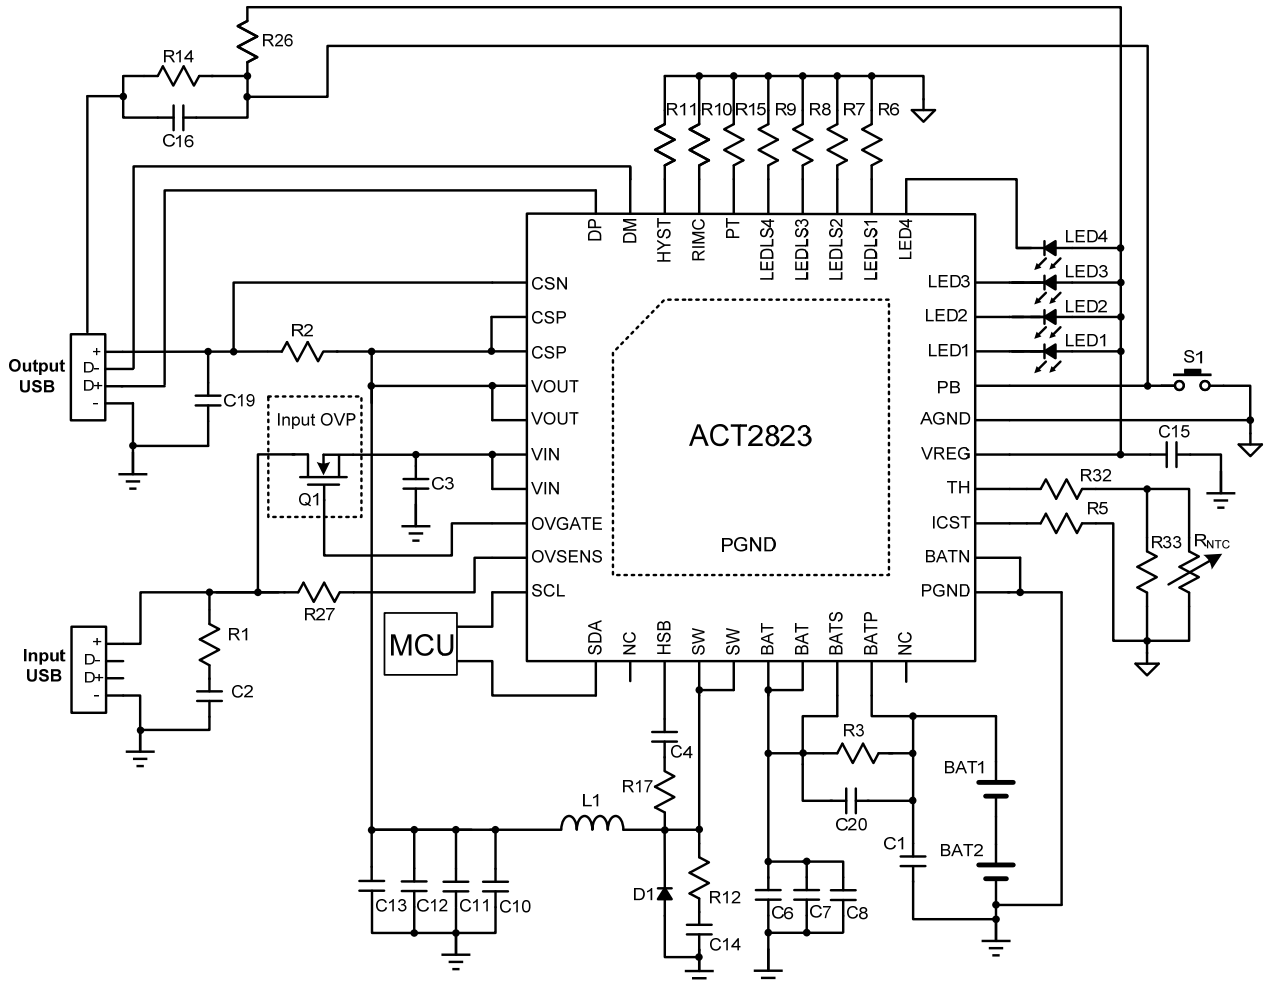 R26
R14
C16
R11 R10 R15 R9 R8 R7 R6
DP DM HYST RIMC PT LEDLS4 LEDLS3 LEDLS2 LEDLS1 LED4
LED4
LED3
LED2
LED1
CSN
CSP
CSP
VOUT
VOUT
VIN
VIN
OVGATE
OVSENS
SCL
LED3
LED2
LED1
PB
AGND
VREG
TH
ICST
BATN
PGND
S1
C15
R32
R5
R33
RNTC
R2
Output
USB
+
D-
D+
-
C19
Input OVP
Q1
C3
ACT2823
PGND
R27
R1
C2
Input
USB
+
D-
D+
-
MCU
SDA NC HSB SW SW BAT BAT BATS BATP NC
C4
R17
L1
R3
C20
C1
BAT1
BAT2
D1
R12
C14
C13 C12 C11 C10
C6 C7 C8